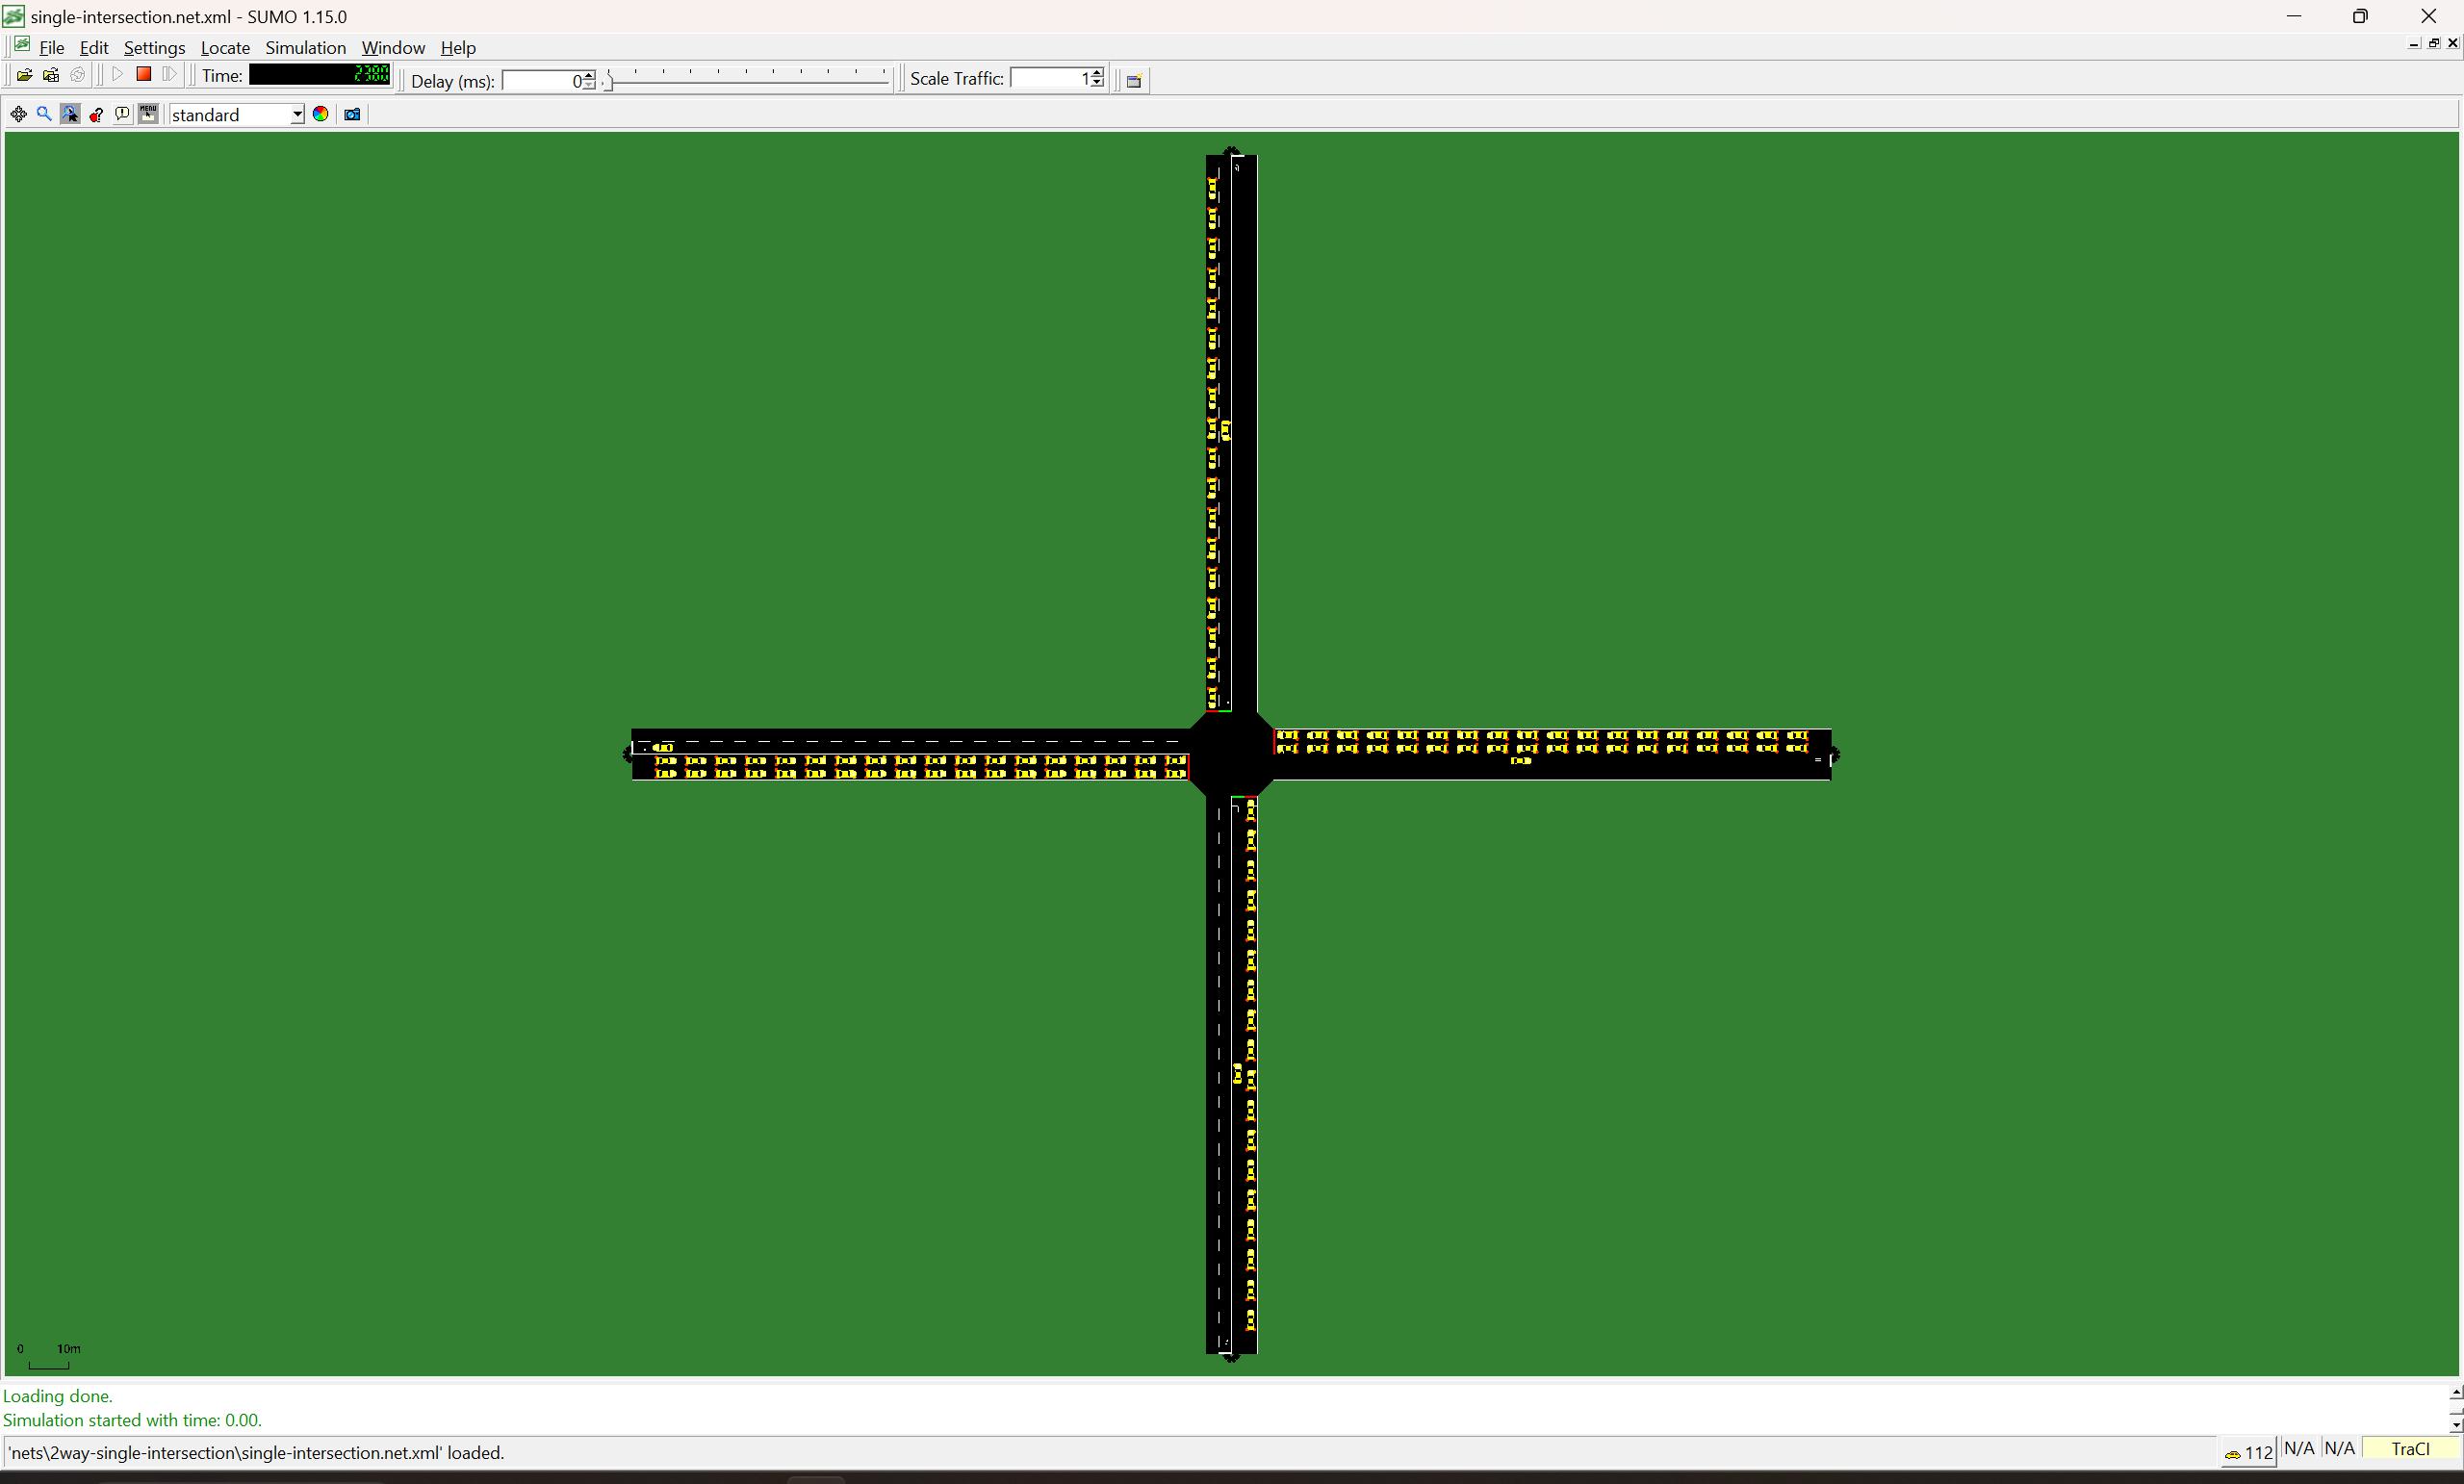 single-intersection.net.xml - SUMO 1.15.0
File Edit Settings Locate Simulation Window Help
Time: 2380 Delay (ms): 0 Scale Traffic: 1
MENU standard
0 10m
Loading done.
Simulation started with time: 0.00.
'nets\2way-single-intersection\single-intersection.net.xml' loaded. 112 N/A N/A TraCI